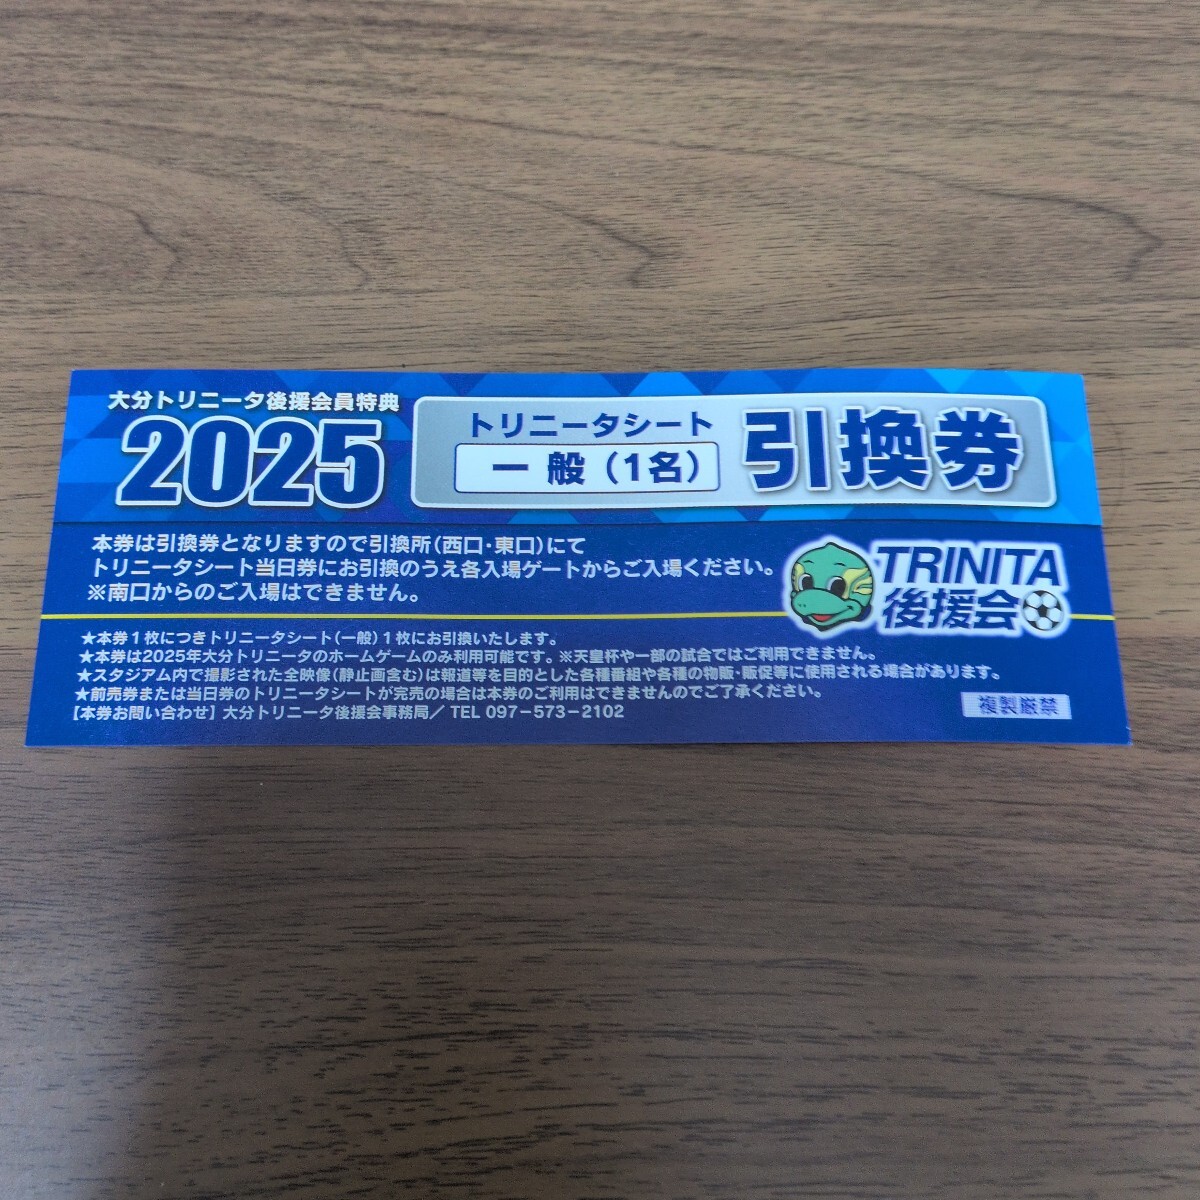 大分トリニータ後援会員特典
2025
トリニータシート
一般（1名）
引換券
本券は引換券となりますので引換所（西口・東口）にて
トリニータシート当日券にお引換のうえ各入場ゲートからご入場ください。
※南口からのご入場はできません。
TRINITA
後援会
★本券１枚につきトリニータシート（一般）１枚にお引換いたします。
★本券は2025年大分トリニータのホームゲームのみ利用可能です。※天皇杯や一部の試合ではご利用できません。
★スタジアム内で撮影された全映像（静止画含む）は報道等を目的とした各種番組や各種の物販・販促等に使用される場合があります。
★前売券または当日券のトリニータシートが完売の場合は本券のご利用はできませんのでご了承ください。
【本券お問い合わせ】大分トリニータ後援会事務局／TEL 097−573−2102
複製厳禁